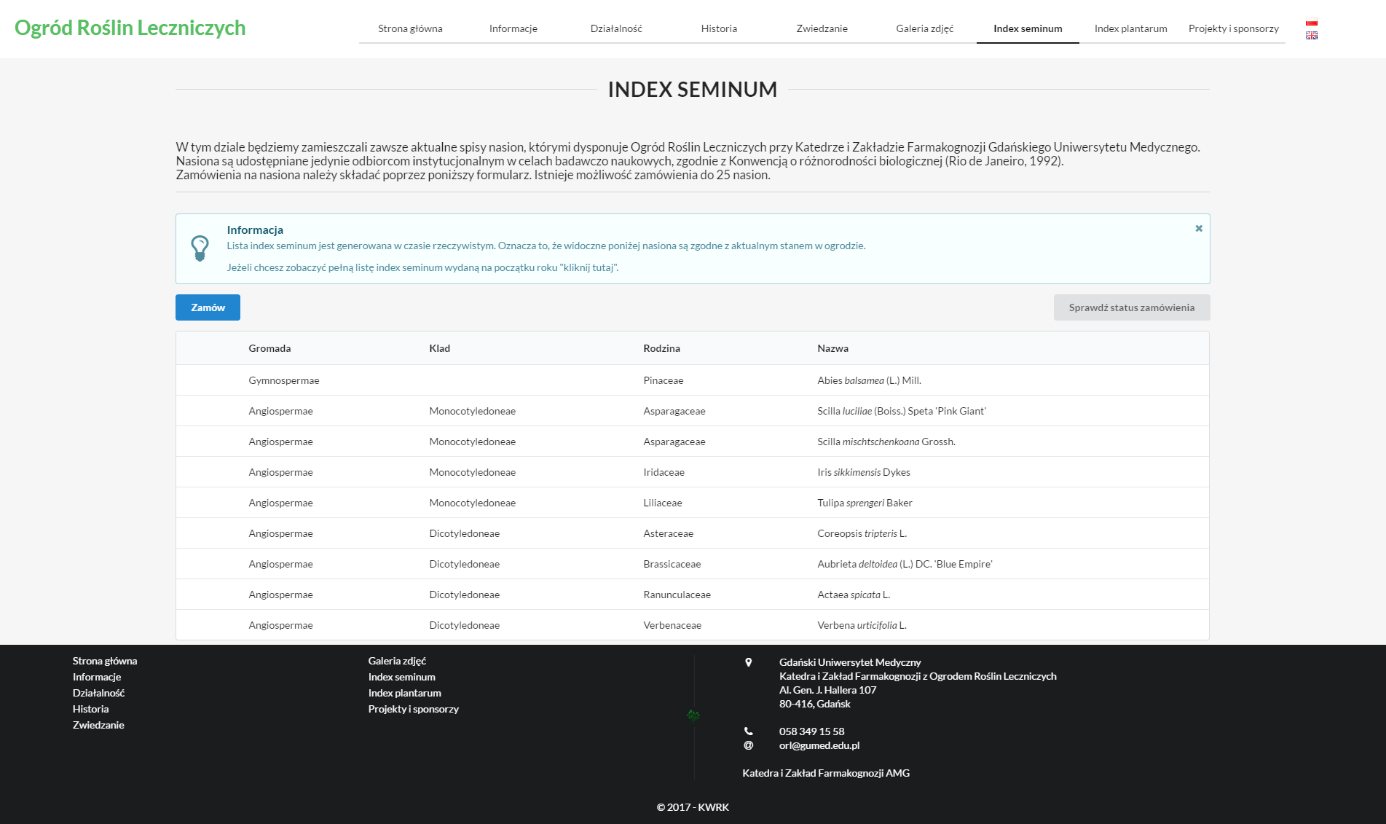 Ogród Roślin Leczniczych
Strona główna Informacje Działalność Historia Zwiedzanie Galeria zdjęć Index seminum Index plantarum Projekty i sponsorzy
INDEX SEMINUM
W tym dziale będziemy zamieszczali zawsze aktualne spisy nasion, którymi dysponuje Ogród Roślin Leczniczych przy Katedrze i Zakładzie Farmakognozji Gdańskiego Uniwersytetu Medycznego.
Nasiona są udostępniane jedynie odbiorcom instytucjonalnym w celach badawczo naukowych, zgodnie z Konwencją o różnorodności biologicznej (Rio de Janeiro, 1992).
Zamówienia na nasiona należy składać poprzez poniższy formularz. Istnieje możliwość zamówienia do 25 nasion.
Informacja
Lista index seminum jest generowana w czasie rzeczywistym. Oznacza to, że widoczne poniżej nasiona są zgodne z aktualnym stanem w ogrodzie.
Jeżeli chcesz zobaczyć pełną listę index seminum wydaną na początku roku "kliknij tutaj".
Zamów Sprawdź status zamówienia
Gromada Klad Rodzina Nazwa
Gymnospermae Pinaceae Abies balsamea (L.) Mill.
Angiospermae Monocotyledoneae Asparagaceae Scilla luciliae (Boiss.) Speta 'Pink Giant'
Angiospermae Monocotyledoneae Asparagaceae Scilla mischtschenkoana Grossh.
Angiospermae Monocotyledoneae Iridaceae Iris sikkimensis Dykes
Angiospermae Monocotyledoneae Liliaceae Tulipa sprengeri Baker
Angiospermae Dicotyledoneae Asteraceae Coreopsis tripteris L.
Angiospermae Dicotyledoneae Brassicaceae Aubrieta deltoidea (L.) DC. 'Blue Empire'
Angiospermae Dicotyledoneae Ranunculaceae Actaea spicata L.
Angiospermae Dicotyledoneae Verbenaceae Verbena urticifolia L.
Strona główna
Informacje
Działalność
Historia
Zwiedzanie
Galeria zdjęć
Index seminum
Index plantarum
Projekty i sponsorzy
Gdański Uniwersytet Medyczny
Katedra i Zakład Farmakognozji z Ogrodem Roślin Leczniczych
Al. Gen. J. Hallera 107
80-416, Gdańsk
058 349 15 58
orl@gumed.edu.pl
Katedra i Zakład Farmakognozji AMG
© 2017 - KWRK